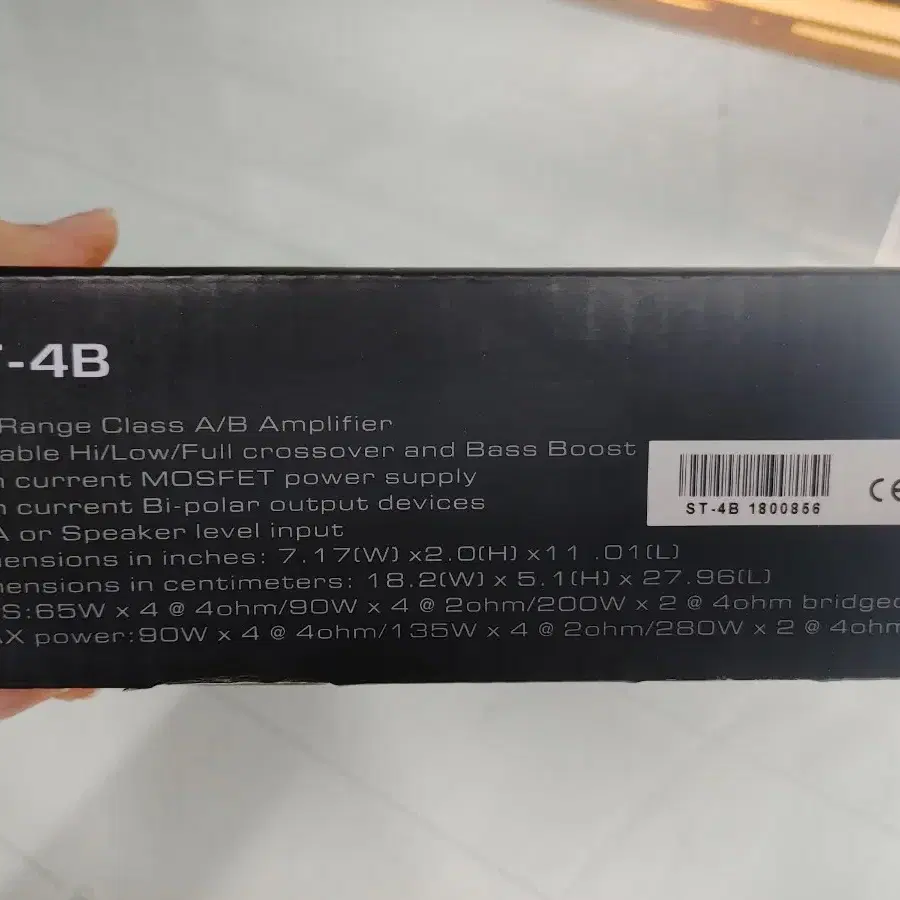 -4B
Range Class A/B Amplifier
able Hi/Low/Full crossover and Bass Boost
current MOSFET power supply
current Bi-polar output devices
A or Speaker level input
mensions in inches: 7.17(W) x2.0(H) x11 .01(L)
mensions in centimeters: 18.2(W) x 5.1(H) x 27.96(L)
S:65W x 4 @ 4ohm/90W x 4 @ 2ohm/200W x 2 @ 4ohm bridged
AX power:90W x 4 @ 4ohm/135W x 4 @ 2ohm/280W x 2 @ 4ohm
ST-4B 1800856
CE